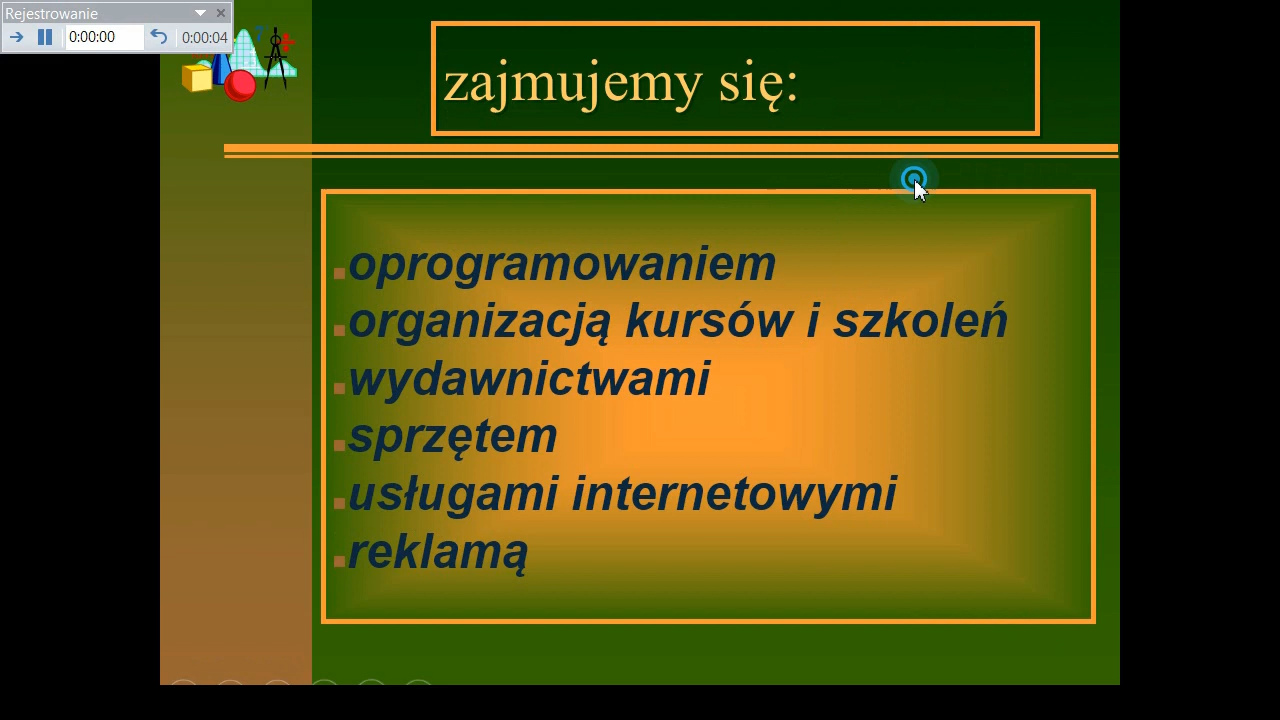 Rejestrowanie
0:00:00 0:00:04
zajmujemy się:
oprogramowaniem
organizacją kursów i szkoleń
wydawnictwami
sprzętem
usługami internetowymi
reklamą